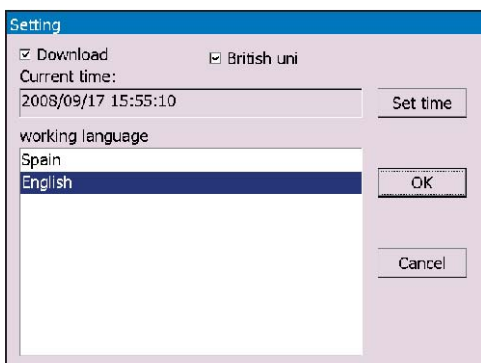 Setting
Download
British uni
Current time:
2008/09/17 15:55:10
Set time
working language
Spain
English
OK
Cancel